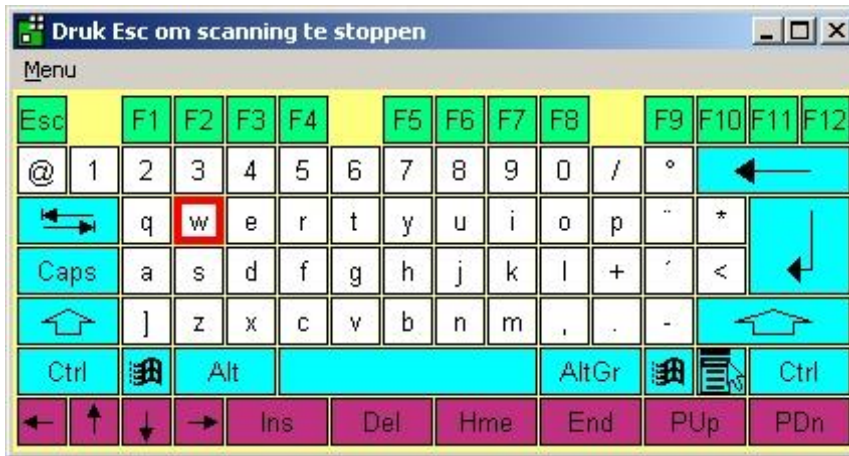 Druk Esc om scanning te stoppen
Menu
Esc F1 F2 F3 F4 F5 F6 F7 F8 F9 F10 F11 F12
@ 1 2 3 4 5 6 7 8 9 0 / °
q w e r t y u i o p ¨ *
Caps a s d f g h j k l + ´ <
] z x c v b n m , . -
Ctrl Alt AltGr Ctrl
Ins Del Hme End PUp PDn